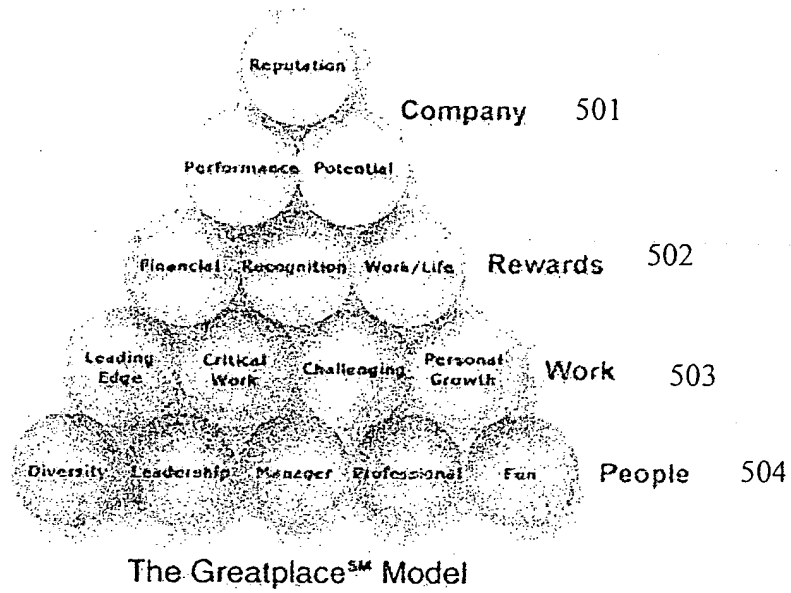 Reputation
Company 501
Performance Potential
Financial Recognition Work/Life Rewards 502
Leading Edge Critical Work Challenging Personal Growth Work 503
Diversity Leadership Manager Professional Fun People 504
The Greatplace℠ Model